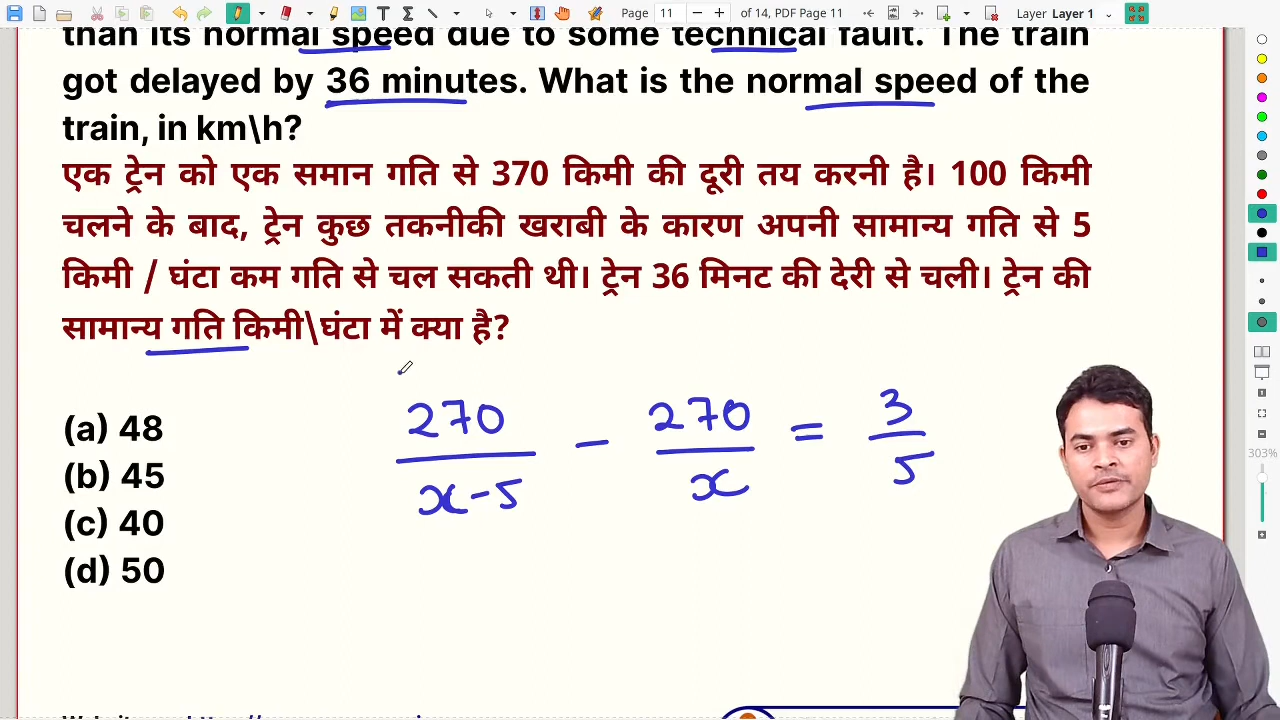 Page 11 of 14, PDF Page 11 Layer Layer 1
than its normal speed due to some technical fault. The train
got delayed by 36 minutes. What is the normal speed of the
train, in km\h?
एक ट्रेन को एक समान गति से 370 किमी की दूरी तय करनी है। 100 किमी
चलने के बाद, ट्रेन कुछ तकनीकी खराबी के कारण अपनी सामान्य गति से 5
किमी / घंटा कम गति से चल सकती थी। ट्रेन 36 मिनट की देरी से चली। ट्रेन की
सामान्य गति किमी\घंटा में क्या है?
(a) 48
(b) 45
(c) 40
(d) 50
270 270 3
— - — = —
x-5 x 5
303%